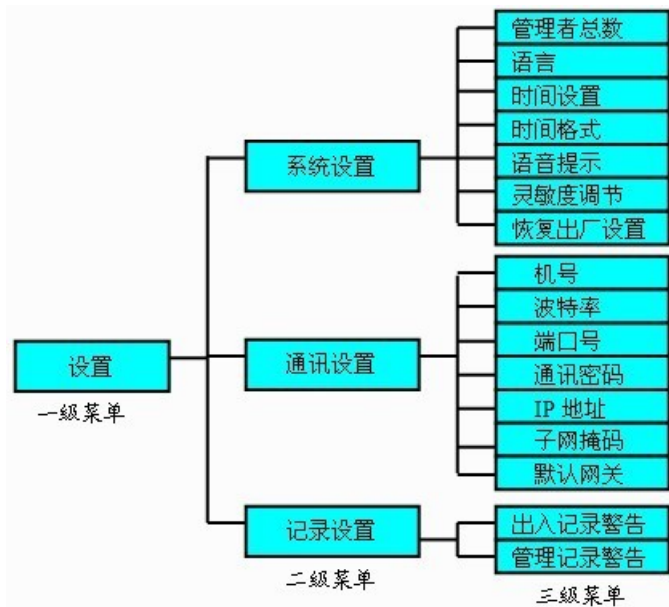 管理者总数
语言
时间设置
时间格式
系统设置
语音提示
灵敏度调节
恢复出厂设置
机号
波特率
端口号
设置
通讯设置
通讯密码
一级菜单
IP 地址
子网掩码
默认网关
记录设置
出入记录警告
管理记录警告
二级菜单
三级菜单